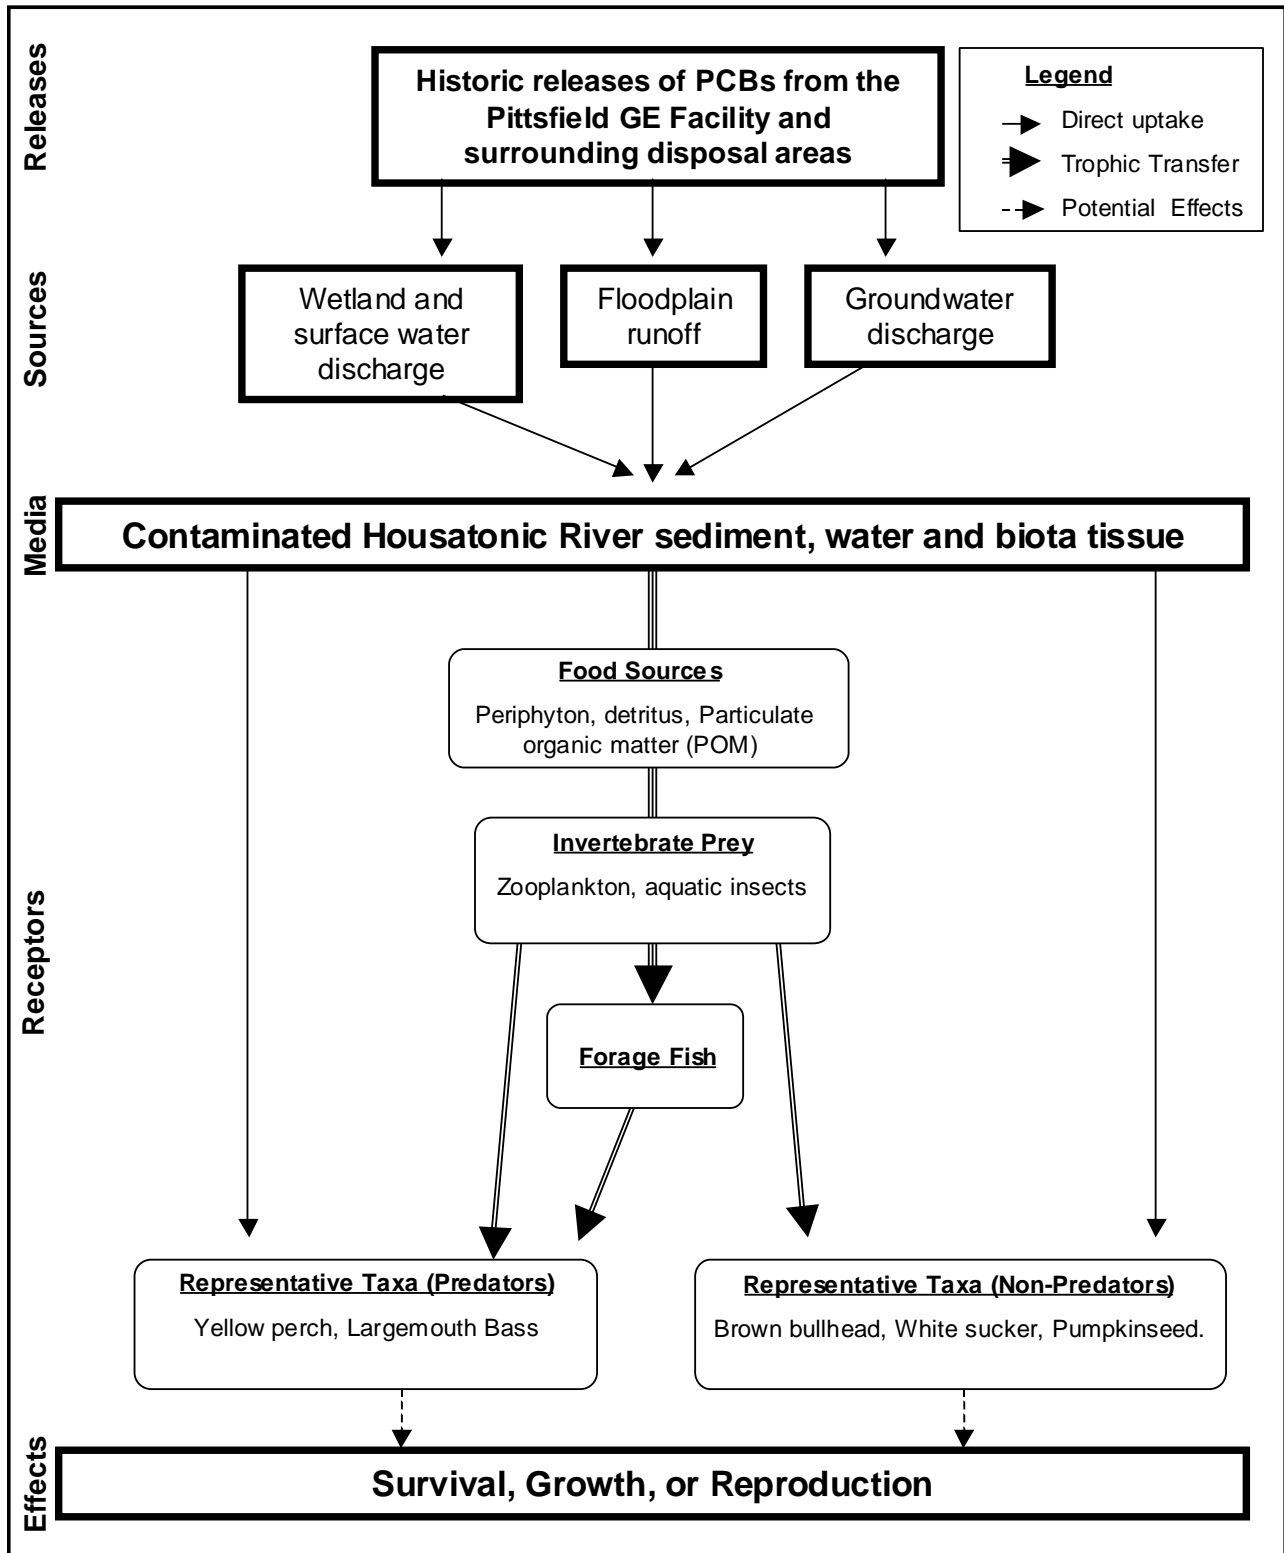 Releases
Historic releases of PCBs from the
Pittsfield GE Facility and
surrounding disposal areas
Legend
Direct uptake
Trophic Transfer
Potential Effects
Sources
Wetland and
surface water
discharge
Floodplain
runoff
Groundwater
discharge
Media
Contaminated Housatonic River sediment, water and biota tissue
Receptors
Food Sources
Periphyton, detritus, Particulate
organic matter (POM)
Invertebrate Prey
Zooplankton, aquatic insects
Forage Fish
Representative Taxa (Predators)
Yellow perch, Largemouth Bass
Representative Taxa (Non-Predators)
Brown bullhead, White sucker, Pumpkinseed.
Effects
Survival, Growth, or Reproduction